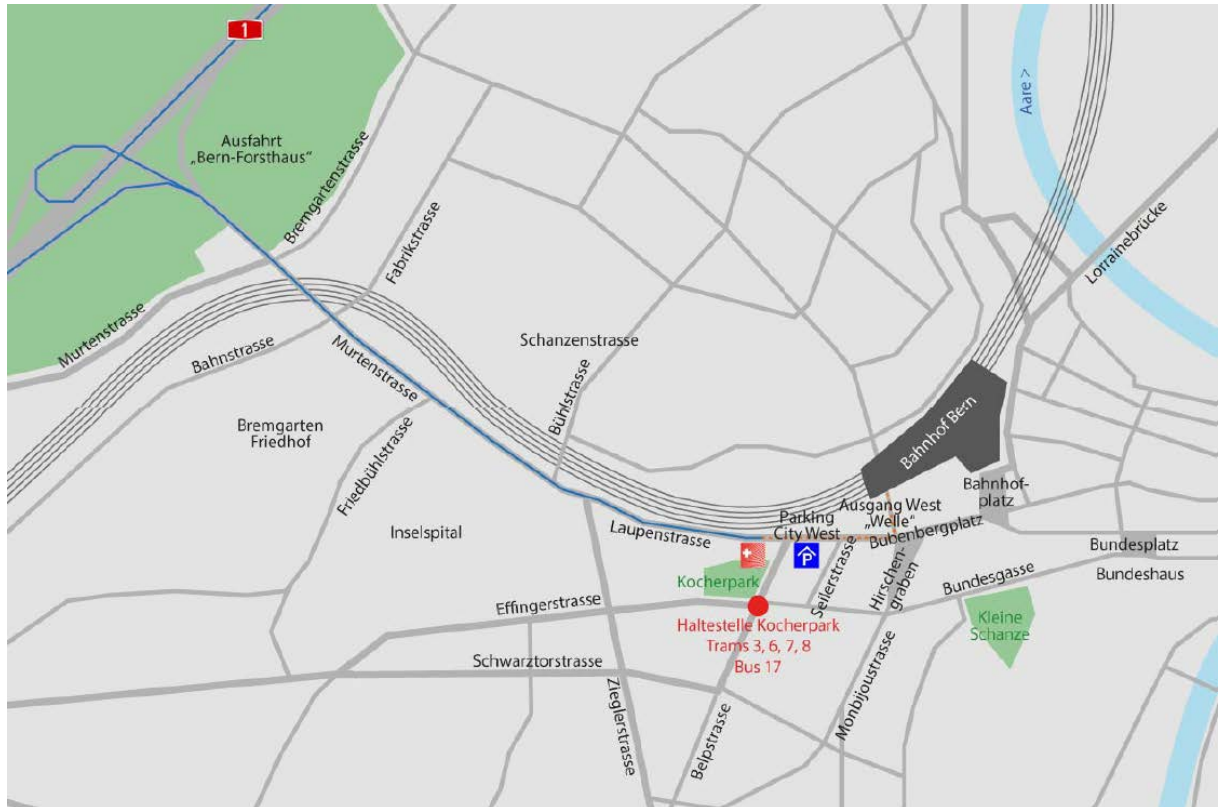 1
Aare >
Ausfahrt
„Bern-Forsthaus“
Bremgartenstrasse
Fabrikstrasse
Lorrainebrücke
Murtenstrasse
Bahnstrasse
Murtenstrasse
Schanzenstrasse
Bühlstrasse
Bremgarten
Friedhof
Friedbühlstrasse
Bahnhof Bern
Inselspital
Laupenstrasse
Parking
City West
Ausgang West
„Welle“
Bahnhof-
platz
Bubenbergplatz
P
Kocherpark
Seilerstrasse
Hirschen-
graben
Bundesgasse
Bundesplatz
Bundeshaus
Effingerstrasse
Haltestelle Kocherpark
Trams 3, 6, 7, 8
Bus 17
Kleine
Schanze
Schwarztorstrasse
Zieglerstrasse
Belpstrasse
Monbijoustrasse